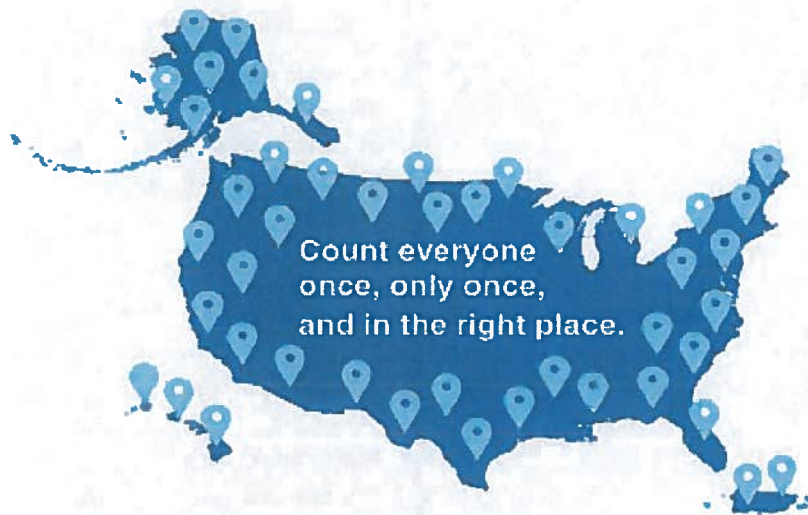 Count everyone
once, only once,
and in the right place.